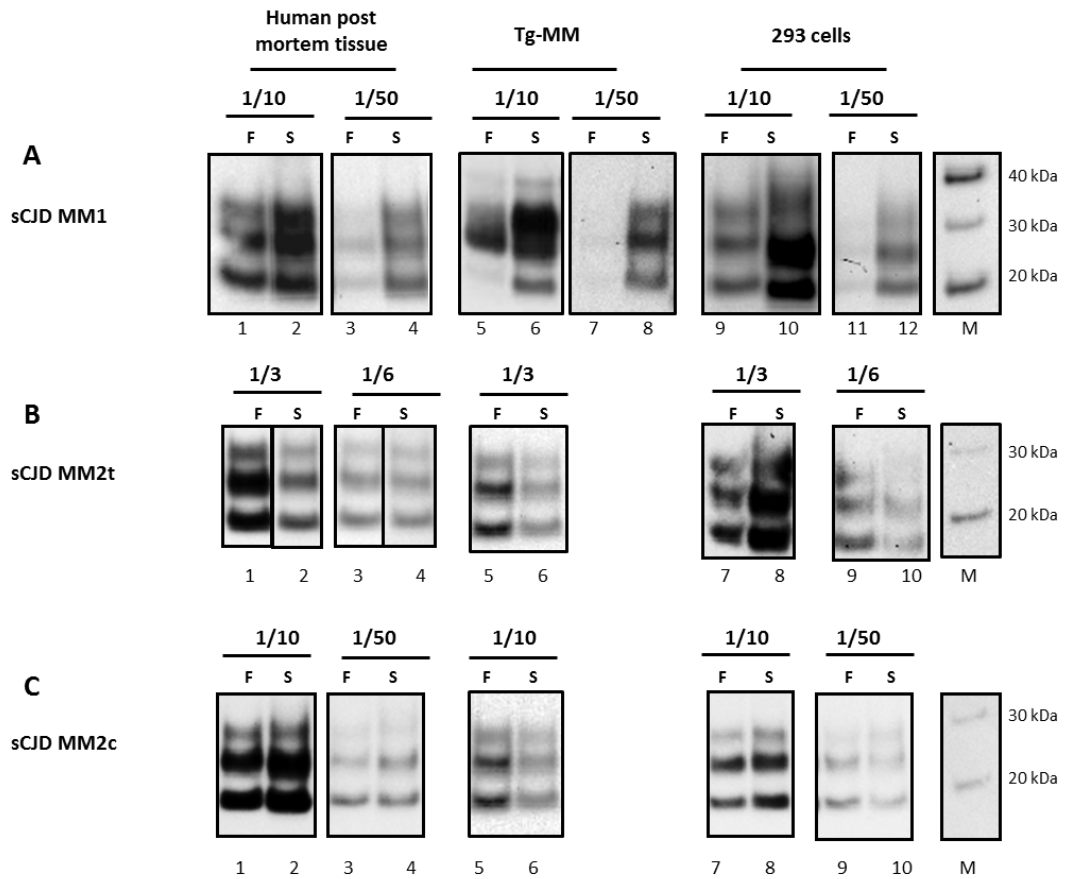 Human post
mortem tissue
Tg-MM
293 cells
1/10 1/50 1/10 1/50 1/10 1/50
F S F S F S F S F S F S
A
sCJD MM1
40 kDa
30 kDa
20 kDa
1 2 3 4 5 6 7 8 9 10 11 12 M
1/3 1/6 1/3 1/3 1/6
F S F S F S F S F S
B
sCJD MM2t
30 kDa
20 kDa
1 2 3 4 5 6 7 8 9 10 M
1/10 1/50 1/10 1/10 1/50
F S F S F S F S F S
C
sCJD MM2c
30 kDa
20 kDa
1 2 3 4 5 6 7 8 9 10 M